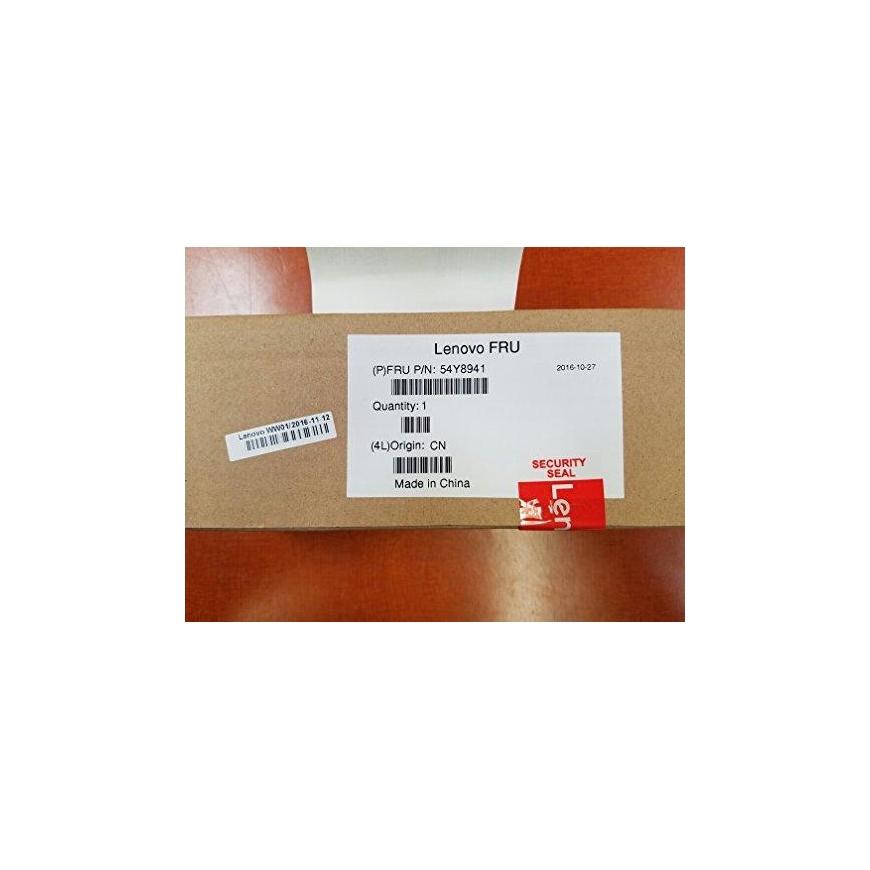 Lenovo FRU
(P)FRU P/N: 54Y8941
2016-10-27
Quantity: 1
(4L)Origin: CN
Made in China
Lenovo WW01/2016-11-12
SECURITY
SEAL
Len